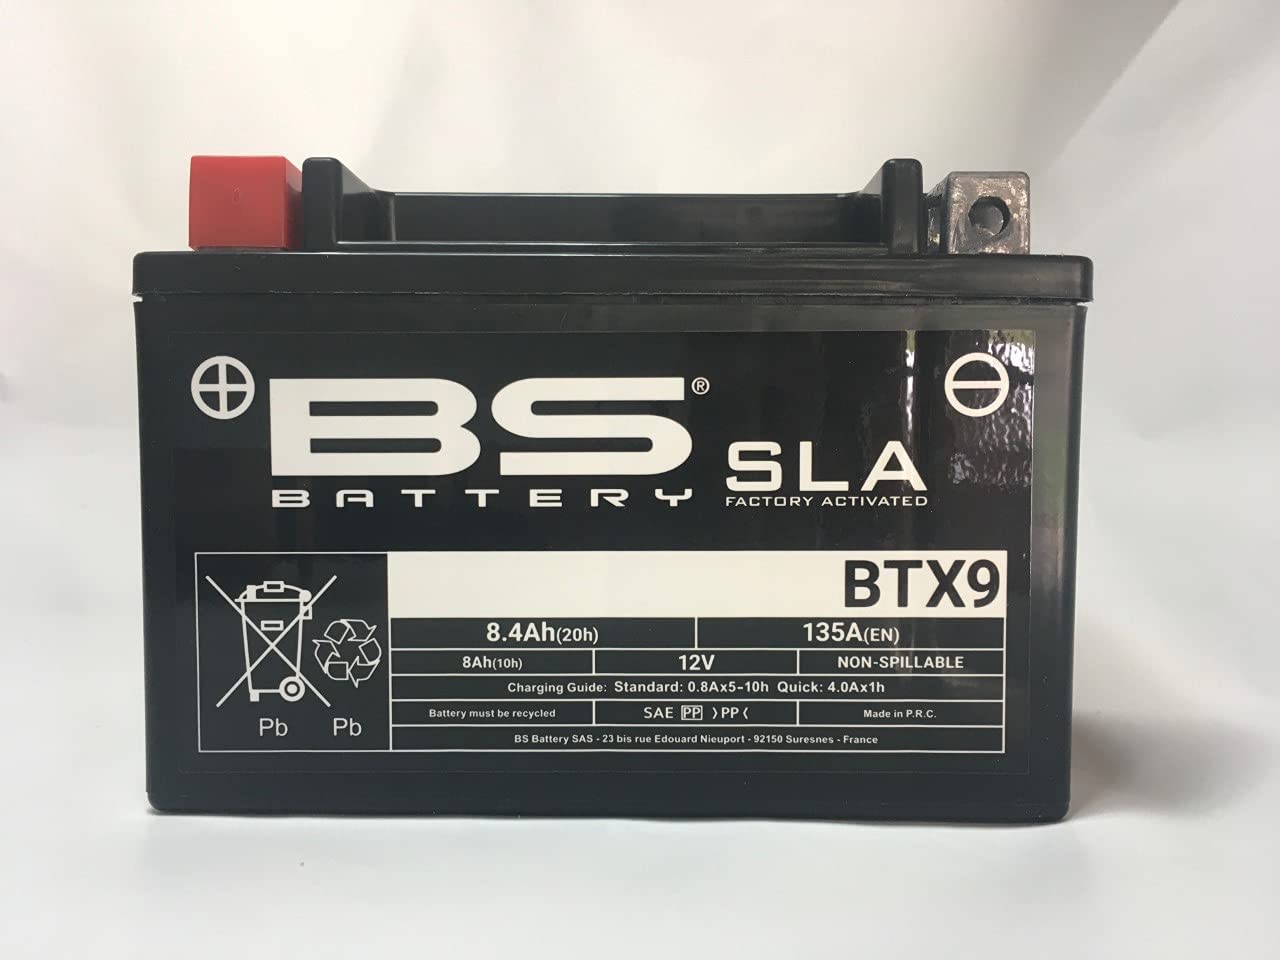 BS®
BATTERY
SLA
FACTORY ACTIVATED
BTX9
8.4Ah(20h) 135A(EN)
8Ah(10h) 12V NON-SPILLABLE
Charging Guide: Standard: 0.8Ax5-10h Quick: 4.0Ax1h
Battery must be recycled SAE PP >PP< Made in P.R.C.
BS Battery SAS - 23 bis rue Edouard Nieuport - 92150 Suresnes - France
Pb Pb